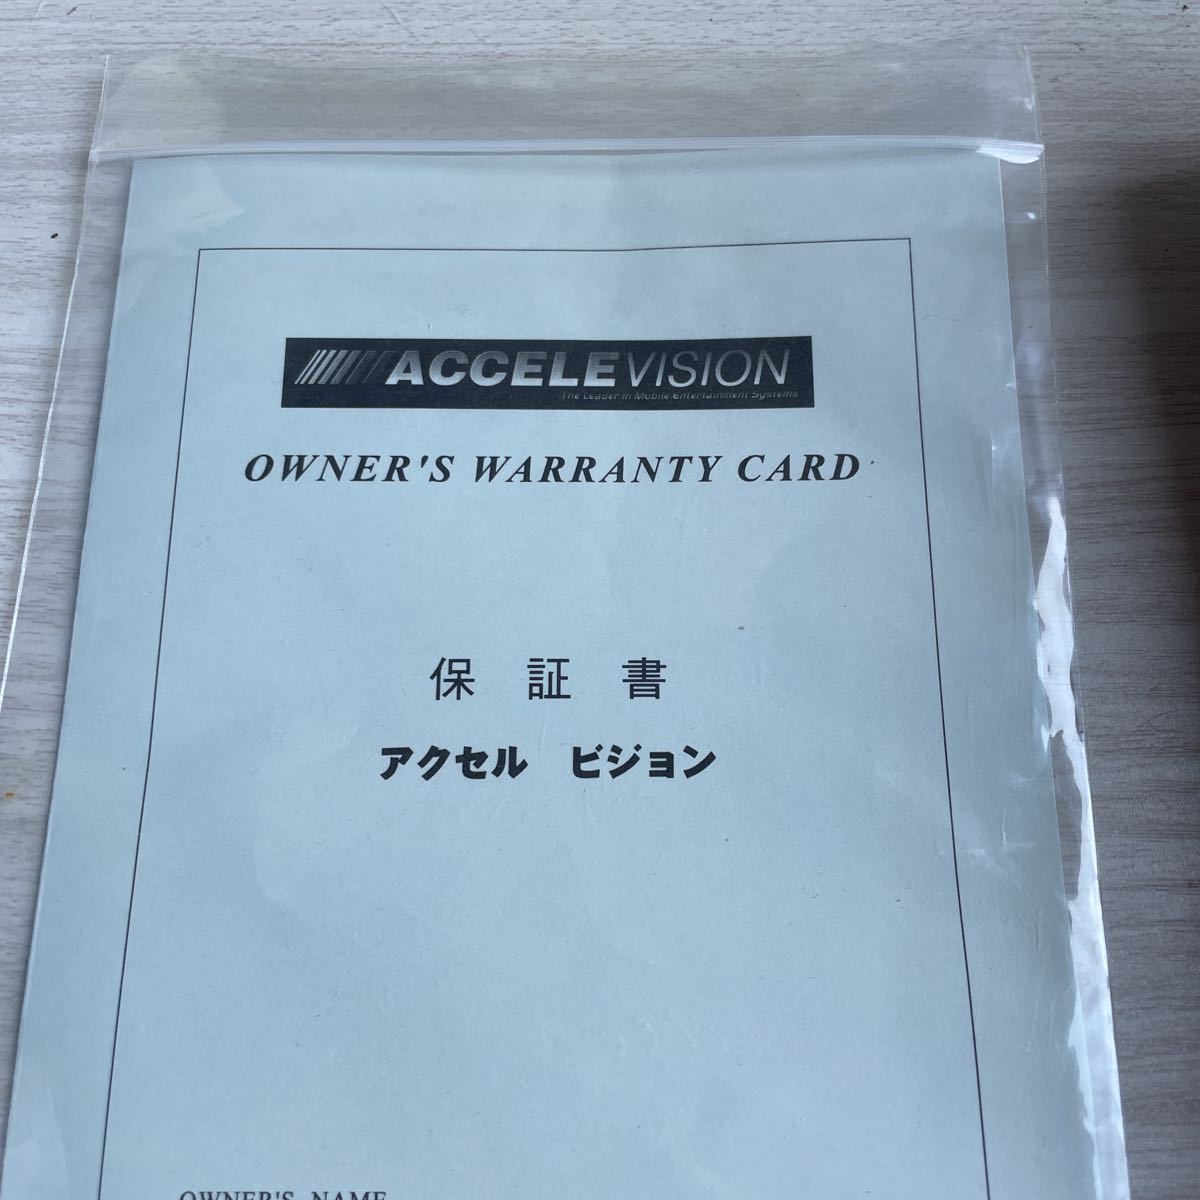 ACCELEVISION
The Leader in Mobile Entertainment Systems
OWNER'S WARRANTY CARD
保 証 書
アクセル ビジョン
OWNER'S NAME